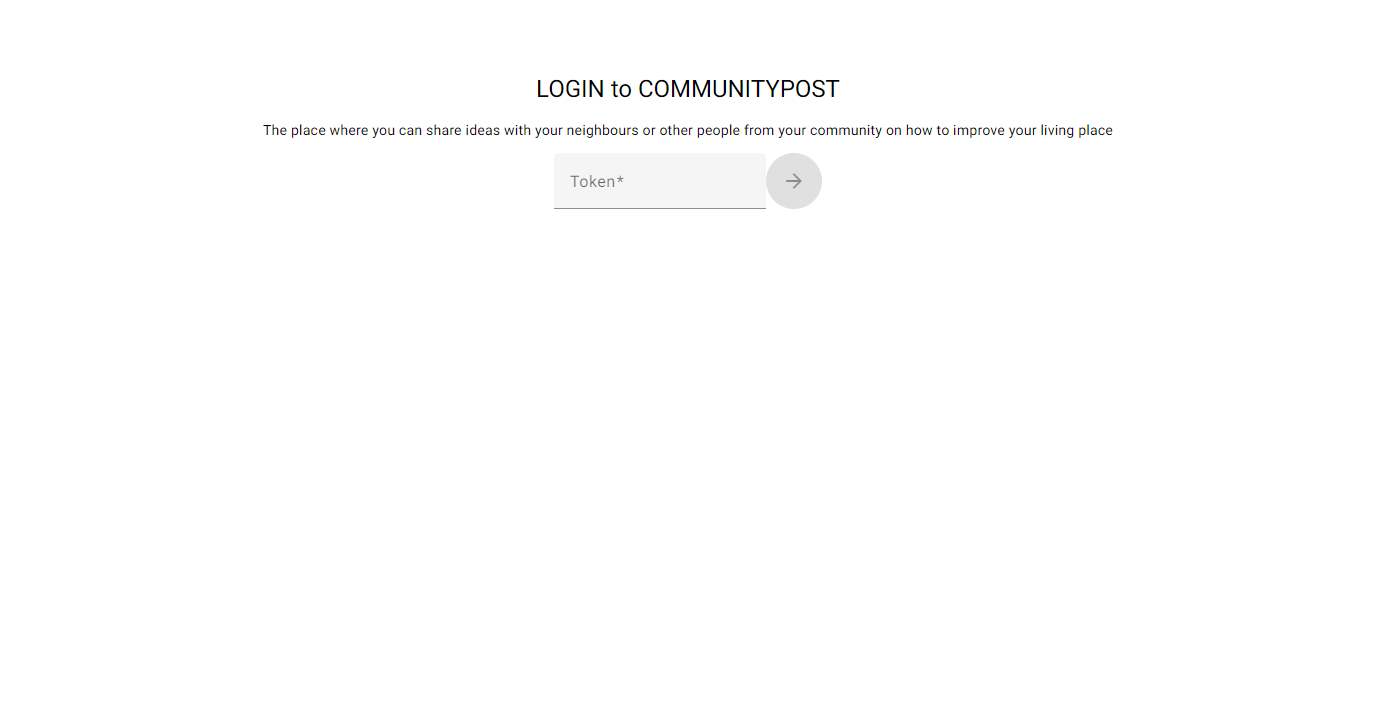 LOGIN to COMMUNITYPOST
The place where you can share ideas with your neighbours or other people from your community on how to improve your living place
Token*